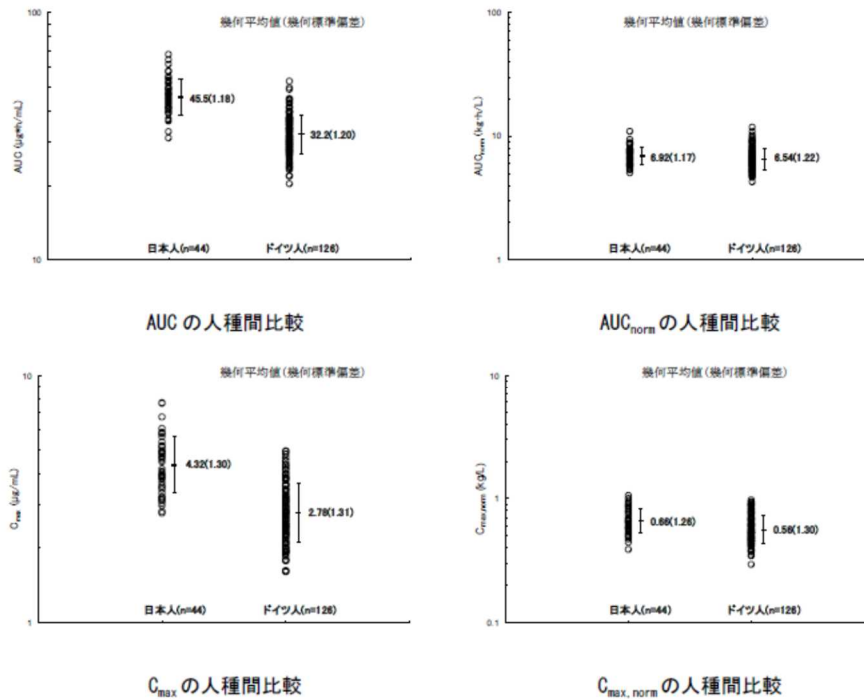 幾何平均値(幾何標準偏差)
100
AUC (μg*h/mL)
45.5(1.18)
32.2(1.20)
日本人(n=44)
ドイツ人(n=126)
10
AUC の人種間比較
幾何平均値(幾何標準偏差)
100
AUCnorm (kg·h/L)
10
6.92(1.17)
6.54(1.22)
日本人(n=44)
ドイツ人(n=126)
1
AUCnorm の人種間比較
幾何平均値(幾何標準偏差)
10
Cmax (μg/mL)
4.32(1.30)
2.78(1.31)
日本人(n=44)
ドイツ人(n=126)
1
Cmax の人種間比較
幾何平均値(幾何標準偏差)
10
Cmax,norm (kg/L)
1
0.66(1.26)
0.56(1.30)
日本人(n=44)
ドイツ人(n=126)
0.1
Cmax, norm の人種間比較